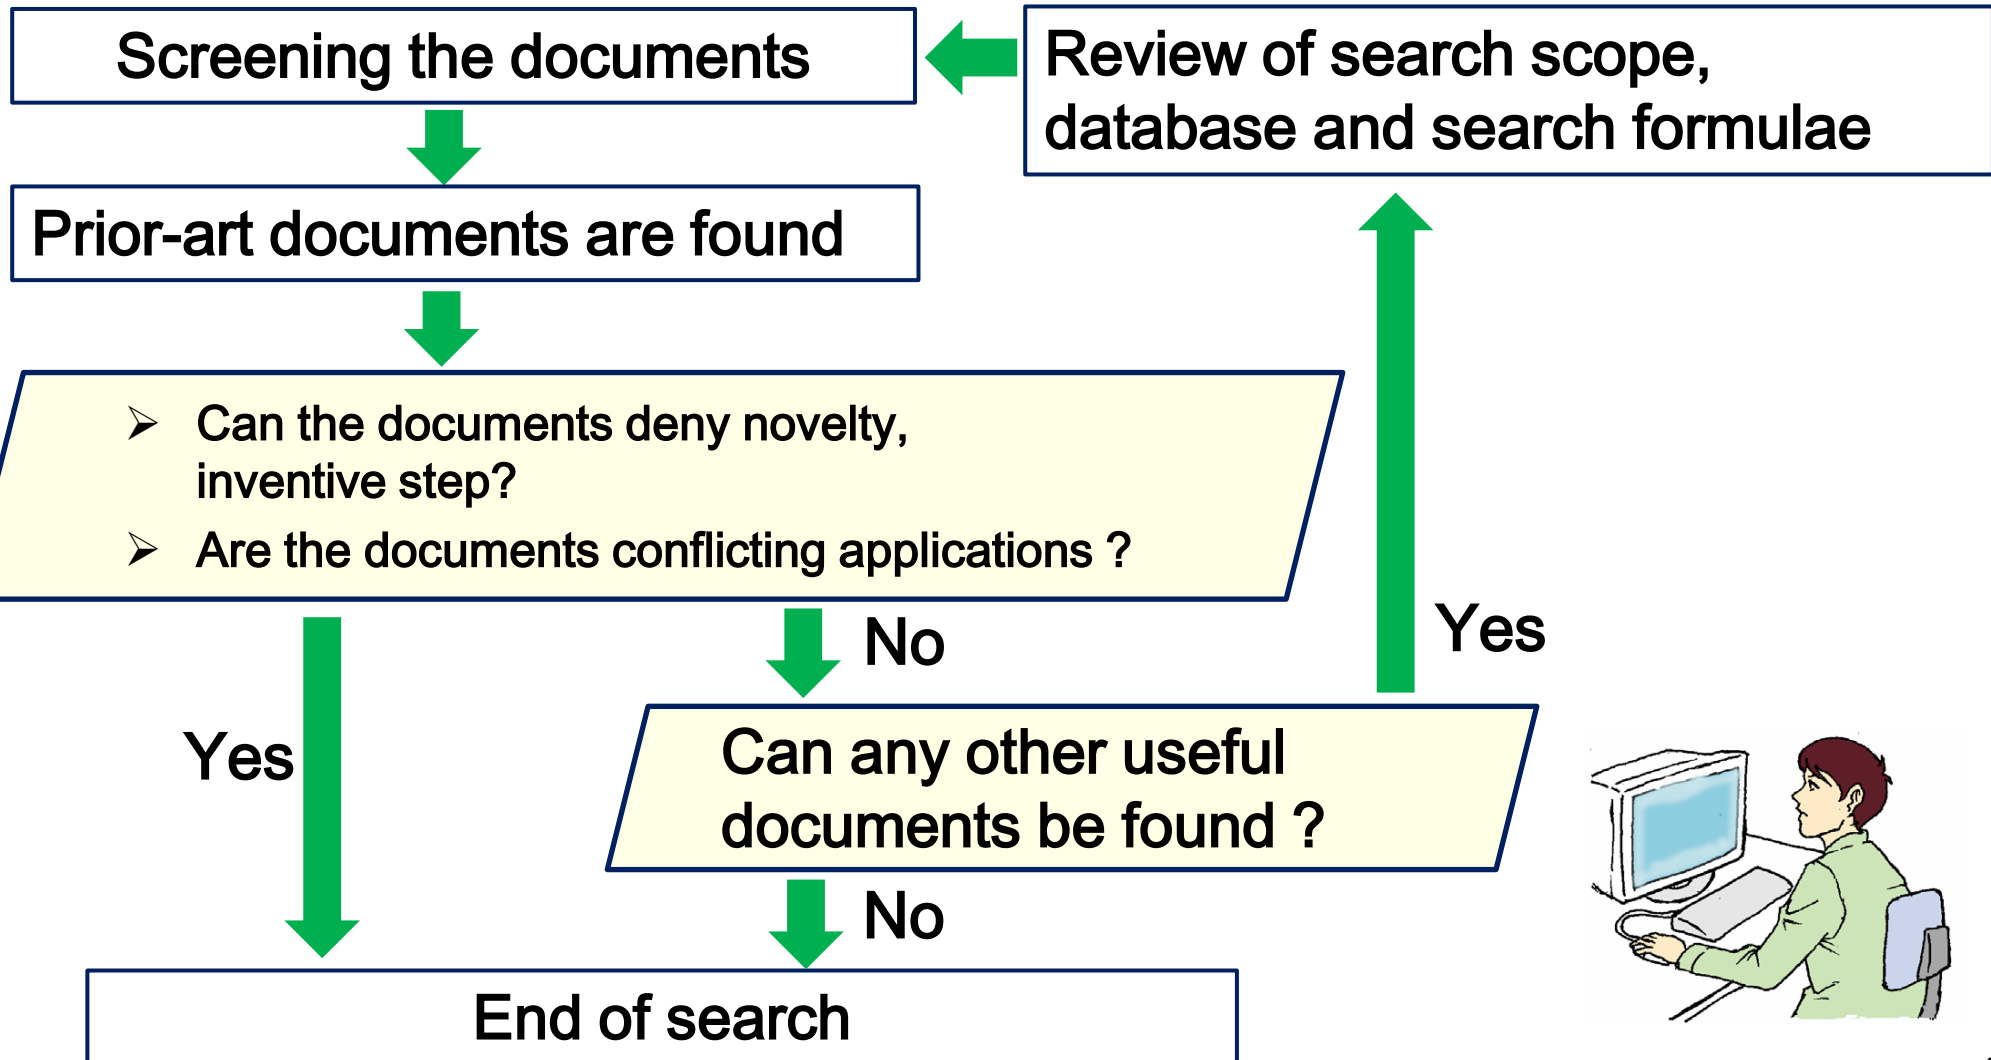 Screening the documents
Review of search scope,
database and search formulae
Prior-art documents are found
➢ Can the documents deny novelty,
inventive step?
➢ Are the documents conflicting applications ?
No
Yes
Yes
Can any other useful
documents be found ?
No
End of search